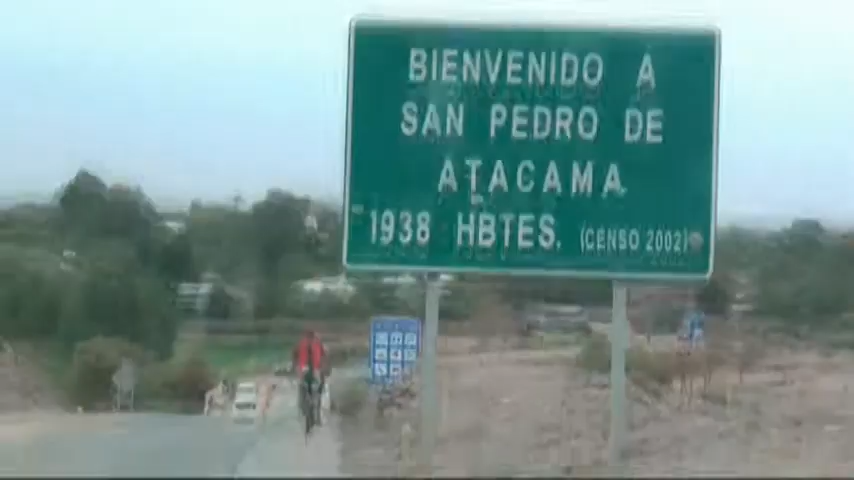 BIENVENIDO A
SAN PEDRO DE
ATACAMA
1938 HBTES. (CENSO 2002)